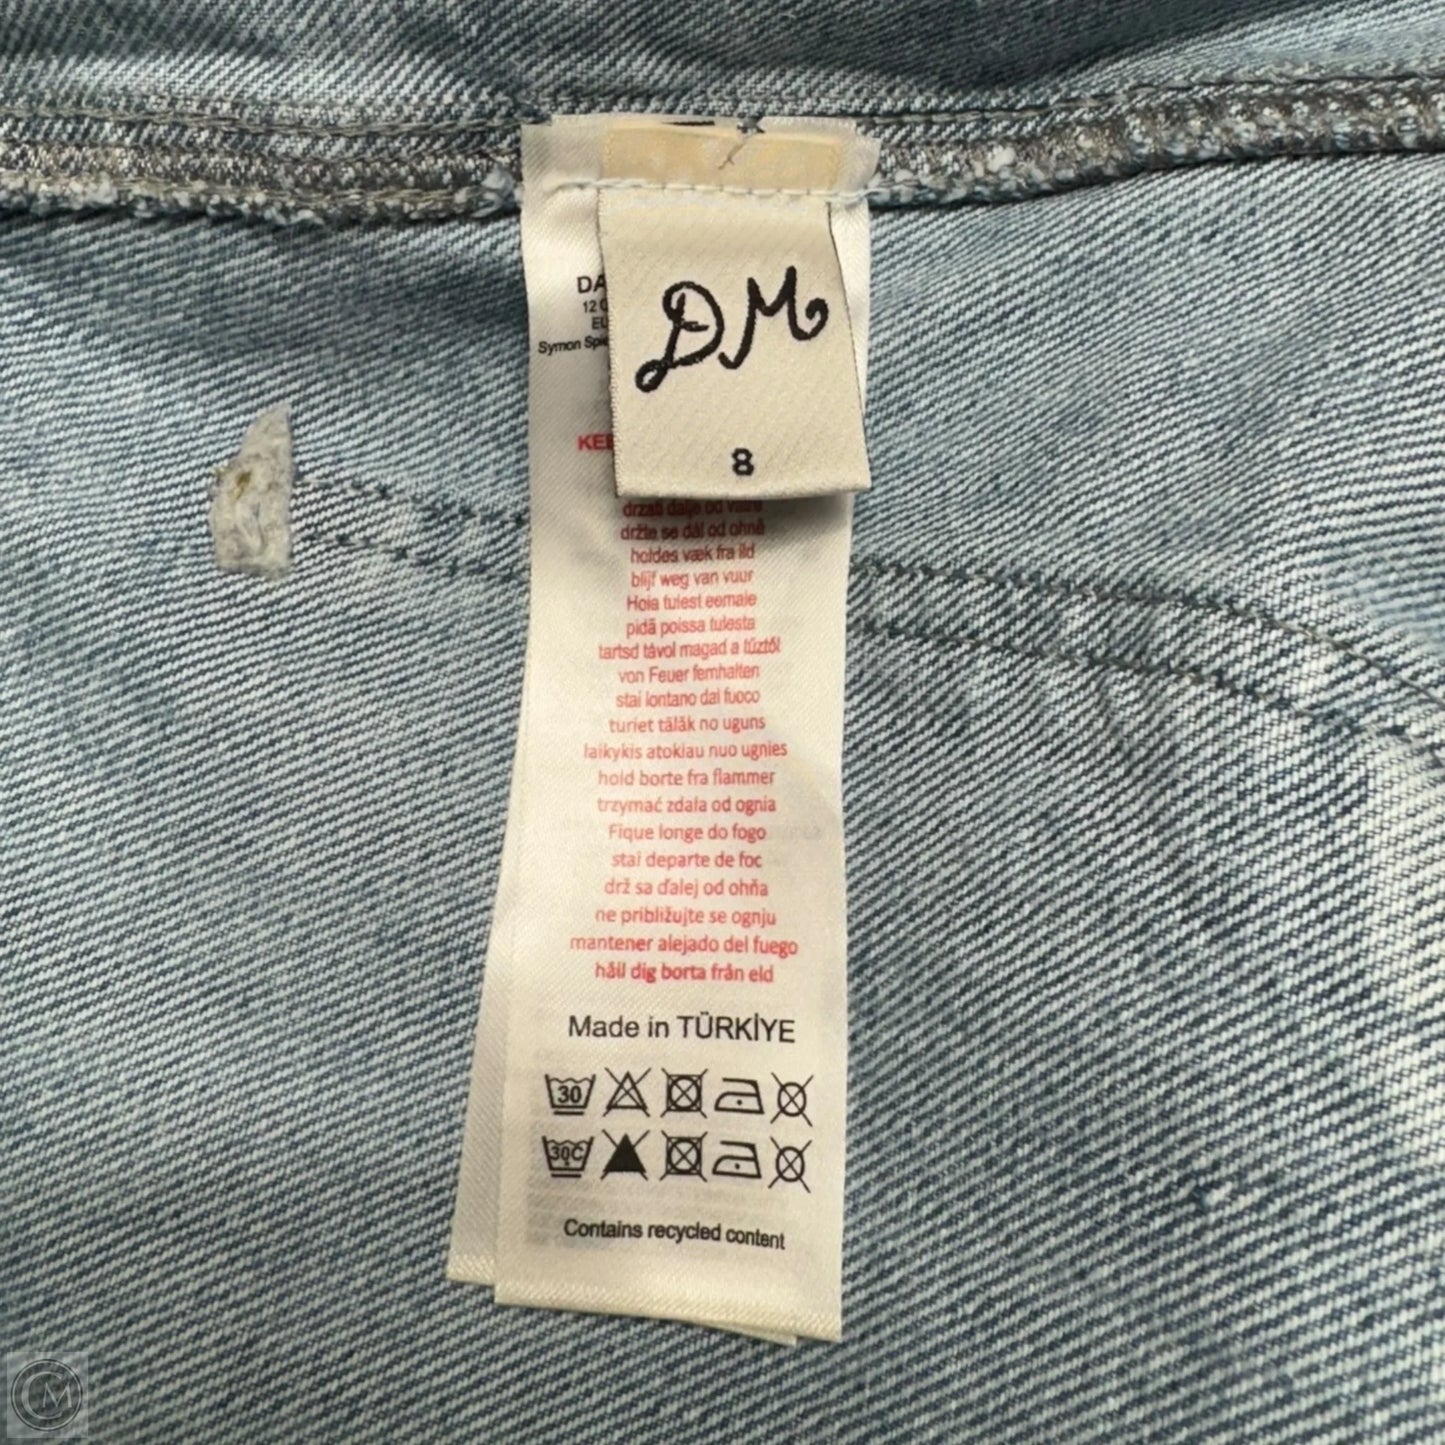 DM
8
DA
12
EU
Symon Spie
KEE
drzati dalje od vatre
držte se dál od ohně
holdes væk fra ild
blijf weg van vuur
Hoia tulest eemale
pidä poissa tulesta
tartsd távol magad a tűztől
von Feuer fernhalten
stai lontano dal fuoco
turiet tālāk no uguns
laikykis atokiau nuo ugnies
hold borte fra flammer
trzymać zdala od ognia
Fique longe do fogo
stai departe de foc
drž sa ďalej od ohňa
ne približujte se ognju
mantener alejado del fuego
håll dig borta från eld
Made in TÜRKİYE
30
30C
Contains recycled content
CM